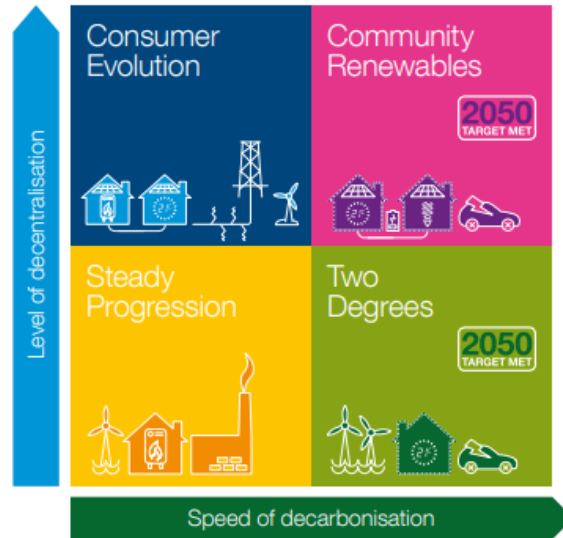 Consumer
Evolution
Community
Renewables
2050
TARGET MET
Level of decentralisation
Steady
Progression
Two
Degrees
2050
TARGET MET
Speed of decarbonisation